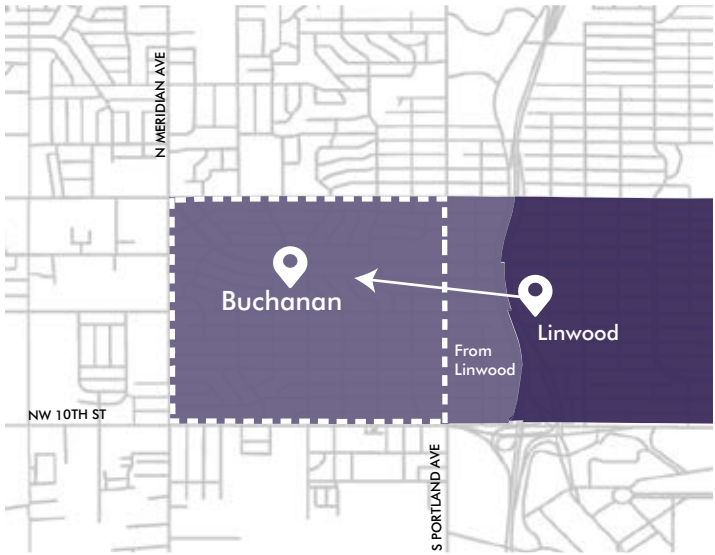 N MERIDIAN AVE
Buchanan
Linwood
From
Linwood
NW 10TH ST
S PORTLAND AVE